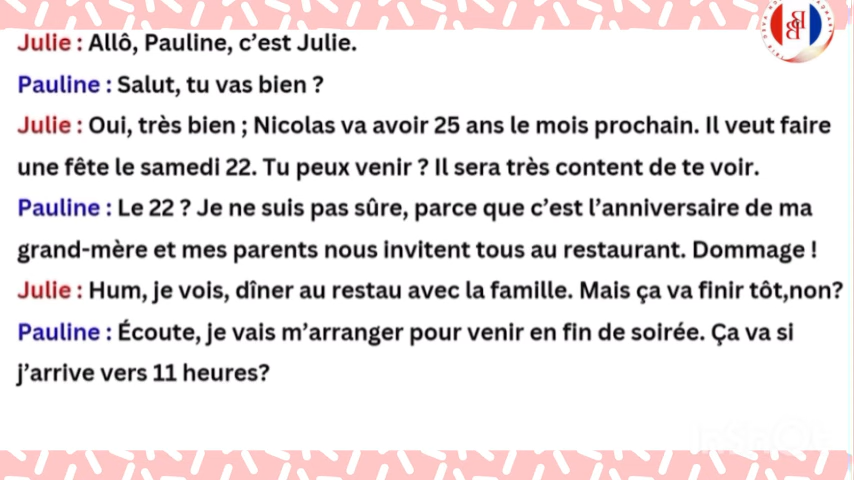 Julie : Allô, Pauline, c’est Julie.
Pauline : Salut, tu vas bien ?
Julie : Oui, très bien ; Nicolas va avoir 25 ans le mois prochain. Il veut faire
une fête le samedi 22. Tu peux venir ? Il sera très content de te voir.
Pauline : Le 22 ? Je ne suis pas sûre, parce que c’est l’anniversaire de ma
grand-mère et mes parents nous invitent tous au restaurant. Dommage !
Julie : Hum, je vois, dîner au restau avec la famille. Mais ça va finir tôt,non?
Pauline : Écoute, je vais m’arranger pour venir en fin de soirée. Ça va si
j’arrive vers 11 heures?
InShOt